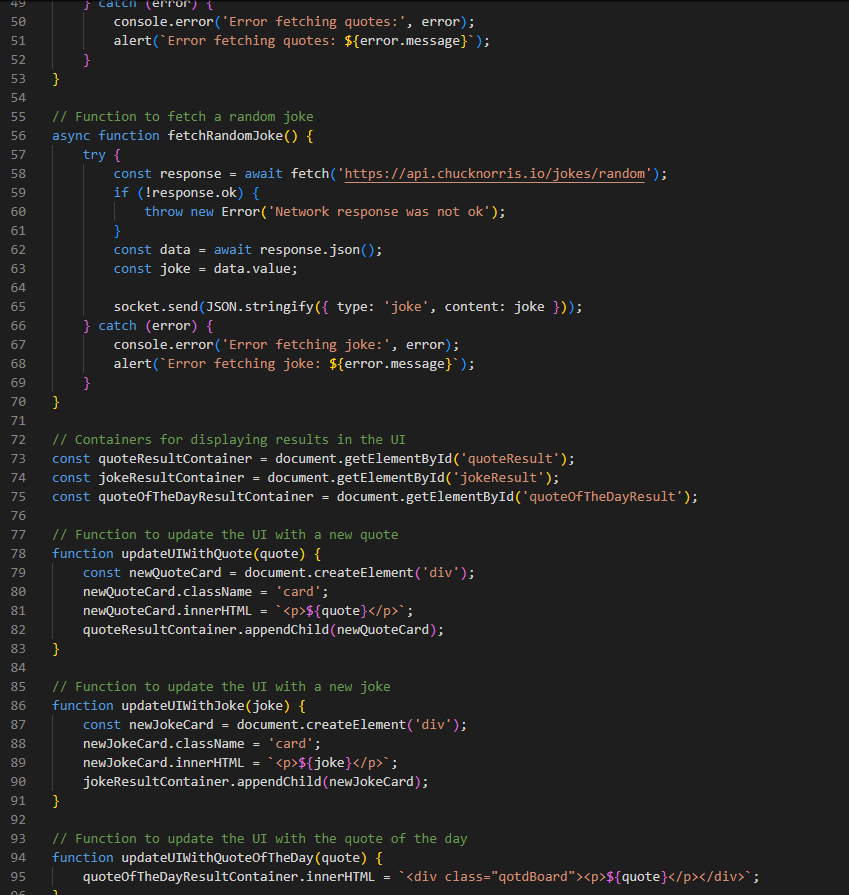 49 } catch (error) {
50 console.error('Error fetching quotes:', error);
51 alert(`Error fetching quotes: ${error.message}`);
52 }
53 }
54
55 // Function to fetch a random joke
56 async function fetchRandomJoke() {
57 try {
58 const response = await fetch('https://api.chucknorris.io/jokes/random');
59 if (!response.ok) {
60 throw new Error('Network response was not ok');
61 }
62 const data = await response.json();
63 const joke = data.value;
64
65 socket.send(JSON.stringify({ type: 'joke', content: joke }));
66 } catch (error) {
67 console.error('Error fetching joke:', error);
68 alert(`Error fetching joke: ${error.message}`);
69 }
70 }
71
72 // Containers for displaying results in the UI
73 const quoteResultContainer = document.getElementById('quoteResult');
74 const jokeResultContainer = document.getElementById('jokeResult');
75 const quoteOfTheDayResultContainer = document.getElementById('quoteOfTheDayResult');
76
77 // Function to update the UI with a new quote
78 function updateUIWithQuote(quote) {
79 const newQuoteCard = document.createElement('div');
80 newQuoteCard.className = 'card';
81 newQuoteCard.innerHTML = `<p>${quote}</p>`;
82 quoteResultContainer.appendChild(newQuoteCard);
83 }
84
85 // Function to update the UI with a new joke
86 function updateUIWithJoke(joke) {
87 const newJokeCard = document.createElement('div');
88 newJokeCard.className = 'card';
89 newJokeCard.innerHTML = `<p>${joke}</p>`;
90 jokeResultContainer.appendChild(newJokeCard);
91 }
92
93 // Function to update the UI with the quote of the day
94 function updateUIWithQuoteOfTheDay(quote) {
95 quoteOfTheDayResultContainer.innerHTML = `<div class="qotdBoard"><p>${quote}</p></div>`;
96 }